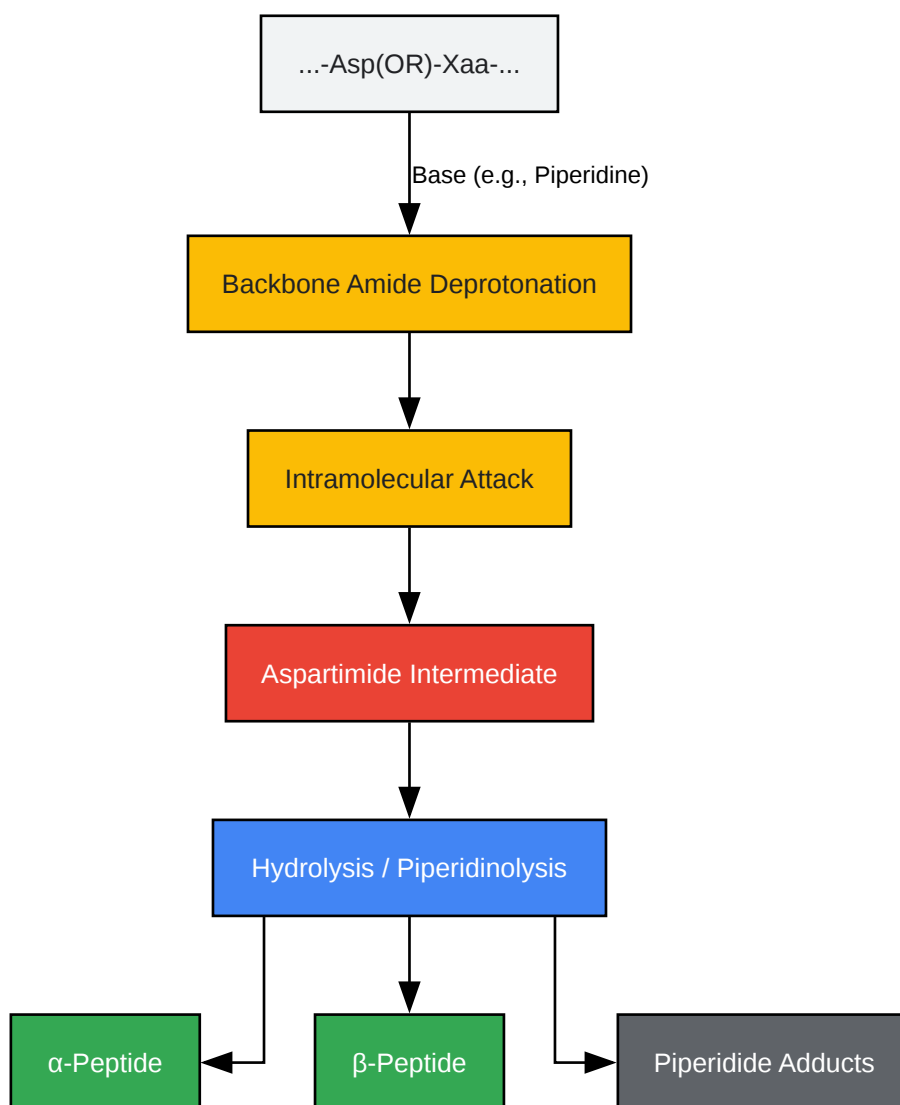 ...-Asp(OR)-Xaa-...
Base (e.g., Piperidine)
Backbone Amide Deprotonation
Intramolecular Attack
Aspartimide Intermediate
Hydrolysis / Piperidinolysis
α-Peptide
β-Peptide
Piperidide Adducts